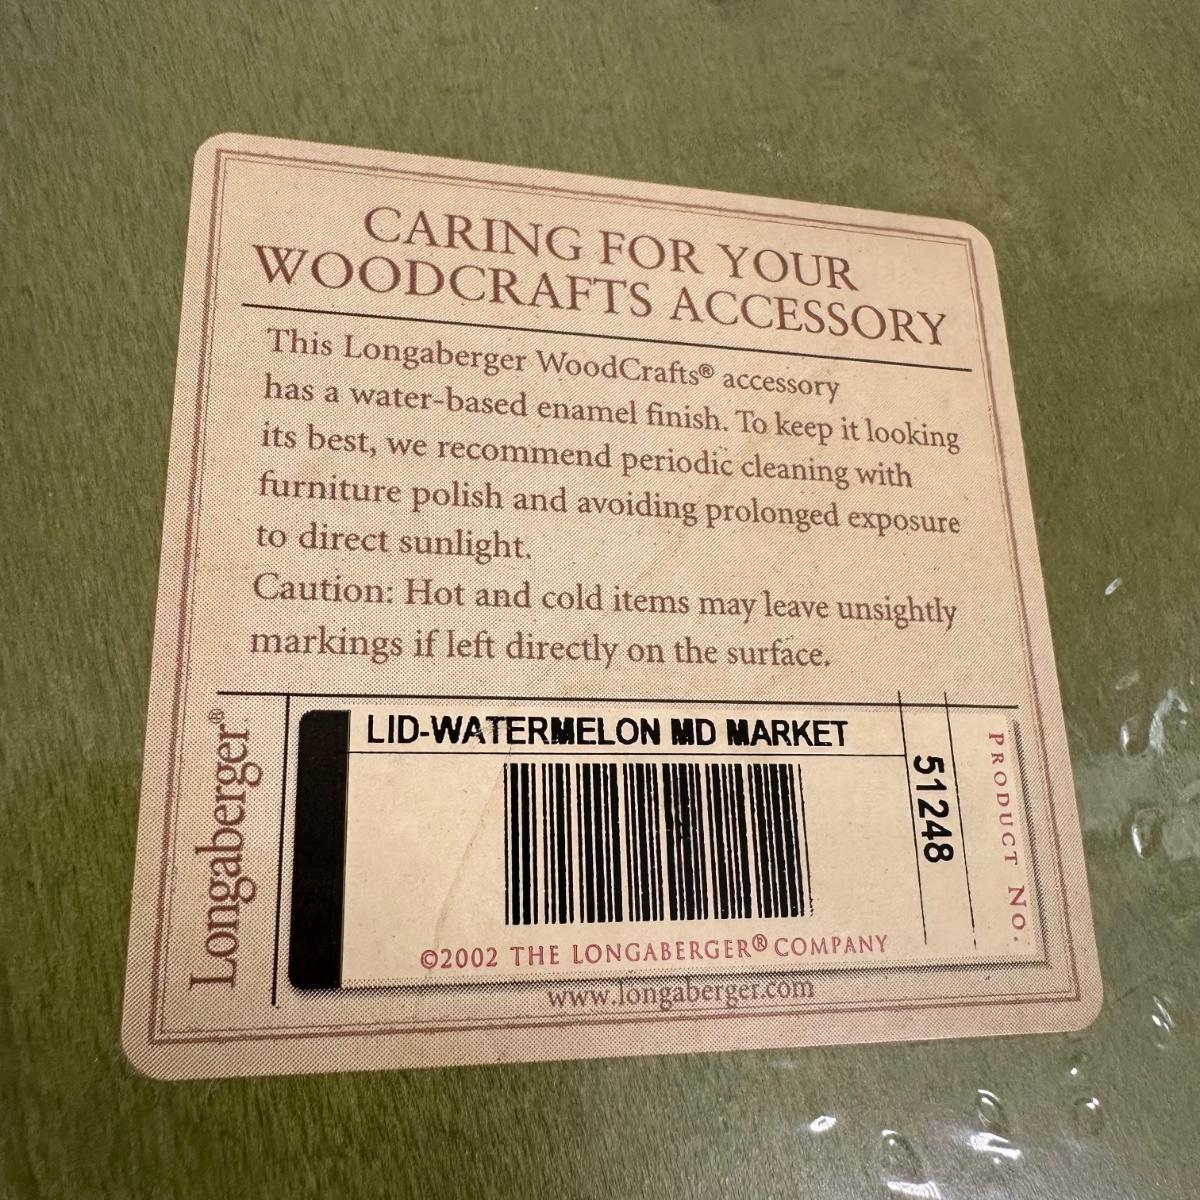 CARING FOR YOUR
WOODCRAFTS ACCESSORY
This Longaberger WoodCrafts® accessory
has a water-based enamel finish. To keep it looking
its best, we recommend periodic cleaning with
furniture polish and avoiding prolonged exposure
to direct sunlight.
Caution: Hot and cold items may leave unsightly
markings if left directly on the surface.
Longaberger®
LID-WATERMELON MD MARKET
51248
PRODUCT NO.
©2002 THE LONGABERGER® COMPANY
www.longaberger.com